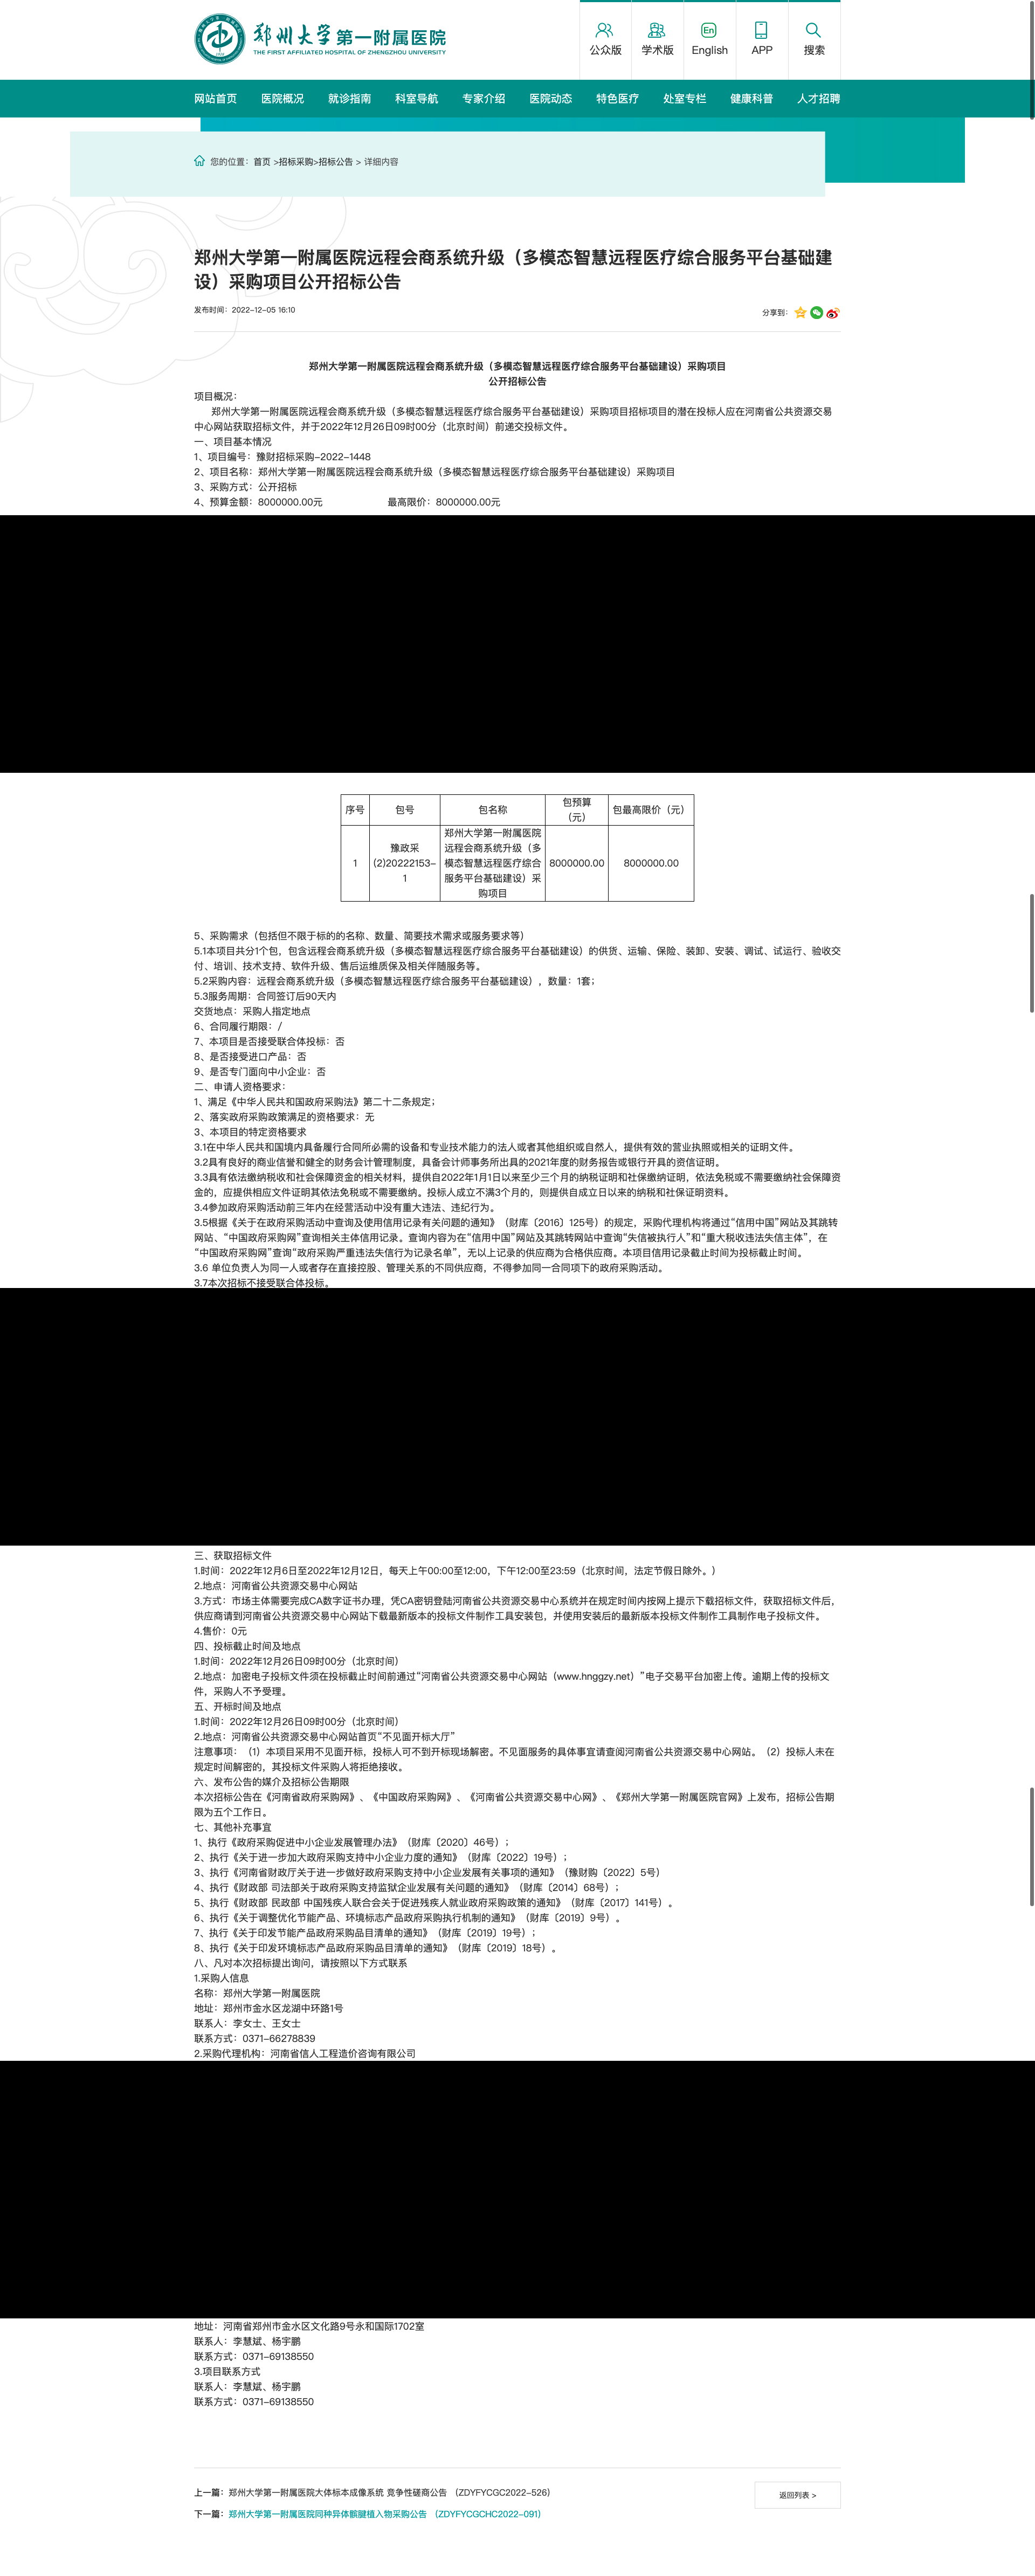 郑州大学第一附属医院
THE FIRST AFFILIATED HOSPITAL OF ZHENGZHOU UNIVERSITY
公众版
学术版
En
English
APP
搜索
网站首页 医院概况 就诊指南 科室导航 专家介绍 医院动态 特色医疗 处室专栏 健康科普 人才招聘
您的位置：首页 >招标采购>招标公告 > 详细内容
郑州大学第一附属医院远程会商系统升级（多模态智慧远程医疗综合服务平台基础建
设）采购项目公开招标公告
发布时间：2022-12-05 16:10
分享到：
郑州大学第一附属医院远程会商系统升级（多模态智慧远程医疗综合服务平台基础建设）采购项目
公开招标公告
项目概况：
郑州大学第一附属医院远程会商系统升级（多模态智慧远程医疗综合服务平台基础建设）采购项目招标项目的潜在投标人应在河南省公共资源交易
中心网站获取招标文件，并于2022年12月26日09时00分（北京时间）前递交投标文件。
一、项目基本情况
1、项目编号：豫财招标采购-2022-1448
2、项目名称：郑州大学第一附属医院远程会商系统升级（多模态智慧远程医疗综合服务平台基础建设）采购项目
3、采购方式：公开招标
4、预算金额：8000000.00元 最高限价：8000000.00元
序号 包号 包名称 包预算
（元） 包最高限价（元）
1
豫政采
(2)20222153-
1
郑州大学第一附属医院
远程会商系统升级（多
模态智慧远程医疗综合
服务平台基础建设）采
购项目
8000000.00
8000000.00
5、采购需求（包括但不限于标的的名称、数量、简要技术需求或服务要求等）
5.1本项目共分1个包，包含远程会商系统升级（多模态智慧远程医疗综合服务平台基础建设）的供货、运输、保险、装卸、安装、调试、试运行、验收交
付、培训、技术支持、软件升级、售后运维质保及相关伴随服务等。
5.2采购内容：远程会商系统升级（多模态智慧远程医疗综合服务平台基础建设），数量：1套；
5.3服务周期：合同签订后90天内
交货地点：采购人指定地点
6、合同履行期限：/
7、本项目是否接受联合体投标：否
8、是否接受进口产品：否
9、是否专门面向中小企业：否
二、申请人资格要求：
1、满足《中华人民共和国政府采购法》第二十二条规定；
2、落实政府采购政策满足的资格要求：无
3、本项目的特定资格要求
3.1在中华人民共和国境内具备履行合同所必需的设备和专业技术能力的法人或者其他组织或自然人，提供有效的营业执照或相关的证明文件。
3.2具有良好的商业信誉和健全的财务会计管理制度，具备会计师事务所出具的2021年度的财务报告或银行开具的资信证明。
3.3具有依法缴纳税收和社会保障资金的相关材料，提供自2022年1月1日以来至少三个月的纳税证明和社保缴纳证明，依法免税或不需要缴纳社会保障资
金的，应提供相应文件证明其依法免税或不需要缴纳。投标人成立不满3个月的，则提供自成立日以来的纳税和社保证明资料。
3.4参加政府采购活动前三年内在经营活动中没有重大违法、违纪行为。
3.5根据《关于在政府采购活动中查询及使用信用记录有关问题的通知》（财库〔2016〕125号）的规定，采购代理机构将通过“信用中国”网站及其跳转
网站、“中国政府采购网”查询相关主体信用记录。查询内容为在“信用中国”网站及其跳转网站中查询“失信被执行人”和“重大税收违法失信主体”，在
“中国政府采购网”查询“政府采购严重违法失信行为记录名单”，无以上记录的供应商为合格供应商。本项目信用记录截止时间为投标截止时间。
3.6 单位负责人为同一人或者存在直接控股、管理关系的不同供应商，不得参加同一合同项下的政府采购活动。
3.7本次招标不接受联合体投标。
三、获取招标文件
1.时间：2022年12月6日至2022年12月12日，每天上午00:00至12:00，下午12:00至23:59（北京时间，法定节假日除外。）
2.地点：河南省公共资源交易中心网站
3.方式：市场主体需要完成CA数字证书办理，凭CA密钥登陆河南省公共资源交易中心系统并在规定时间内按网上提示下载招标文件，获取招标文件后，
供应商请到河南省公共资源交易中心网站下载最新版本的投标文件制作工具安装包，并使用安装后的最新版本投标文件制作工具制作电子投标文件。
4.售价：0元
四、投标截止时间及地点
1.时间：2022年12月26日09时00分（北京时间）
2.地点：加密电子投标文件须在投标截止时间前通过“河南省公共资源交易中心网站（www.hnggzy.net）”电子交易平台加密上传。逾期上传的投标文
件，采购人不予受理。
五、开标时间及地点
1.时间：2022年12月26日09时00分（北京时间）
2.地点：河南省公共资源交易中心网站首页“不见面开标大厅”
注意事项：（1）本项目采用不见面开标，投标人可不到开标现场解密。不见面服务的具体事宜请查阅河南省公共资源交易中心网站。（2）投标人未在
规定时间解密的，其投标文件采购人将拒绝接收。
六、发布公告的媒介及招标公告期限
本次招标公告在《河南省政府采购网》、《中国政府采购网》、《河南省公共资源交易中心网》、《郑州大学第一附属医院官网》上发布，招标公告期
限为五个工作日。
七、其他补充事宜
1、执行《政府采购促进中小企业发展管理办法》（财库〔2020〕46号）；
2、执行《关于进一步加大政府采购支持中小企业力度的通知》（财库〔2022〕19号）；
3、执行《河南省财政厅关于进一步做好政府采购支持中小企业发展有关事项的通知》（豫财购〔2022〕5号）
4、执行《财政部 司法部关于政府采购支持监狱企业发展有关问题的通知》（财库〔2014〕68号）；
5、执行《财政部 民政部 中国残疾人联合会关于促进残疾人就业政府采购政策的通知》（财库〔2017〕141号）。
6、执行《关于调整优化节能产品、环境标志产品政府采购执行机制的通知》（财库〔2019〕9号）。
7、执行《关于印发节能产品政府采购品目清单的通知》（财库〔2019〕19号）；
8、执行《关于印发环境标志产品政府采购品目清单的通知》（财库〔2019〕18号）。
八、凡对本次招标提出询问，请按照以下方式联系
1.采购人信息
名称：郑州大学第一附属医院
地址：郑州市金水区龙湖中环路1号
联系人：李女士、王女士
联系方式：0371-66278839
2.采购代理机构：河南省信人工程造价咨询有限公司
地址：河南省郑州市金水区文化路9号永和国际1702室
联系人：李慧斌、杨宇鹏
联系方式：0371-69138550
3.项目联系方式
联系人：李慧斌、杨宇鹏
联系方式：0371-69138550
上一篇：郑州大学第一附属医院大体标本成像系统 竞争性磋商公告 （ZDYFYCGC2022-526）
返回列表 >
下一篇：郑州大学第一附属医院同种异体髌腱植入物采购公告 （ZDYFYCGCHC2022-091）